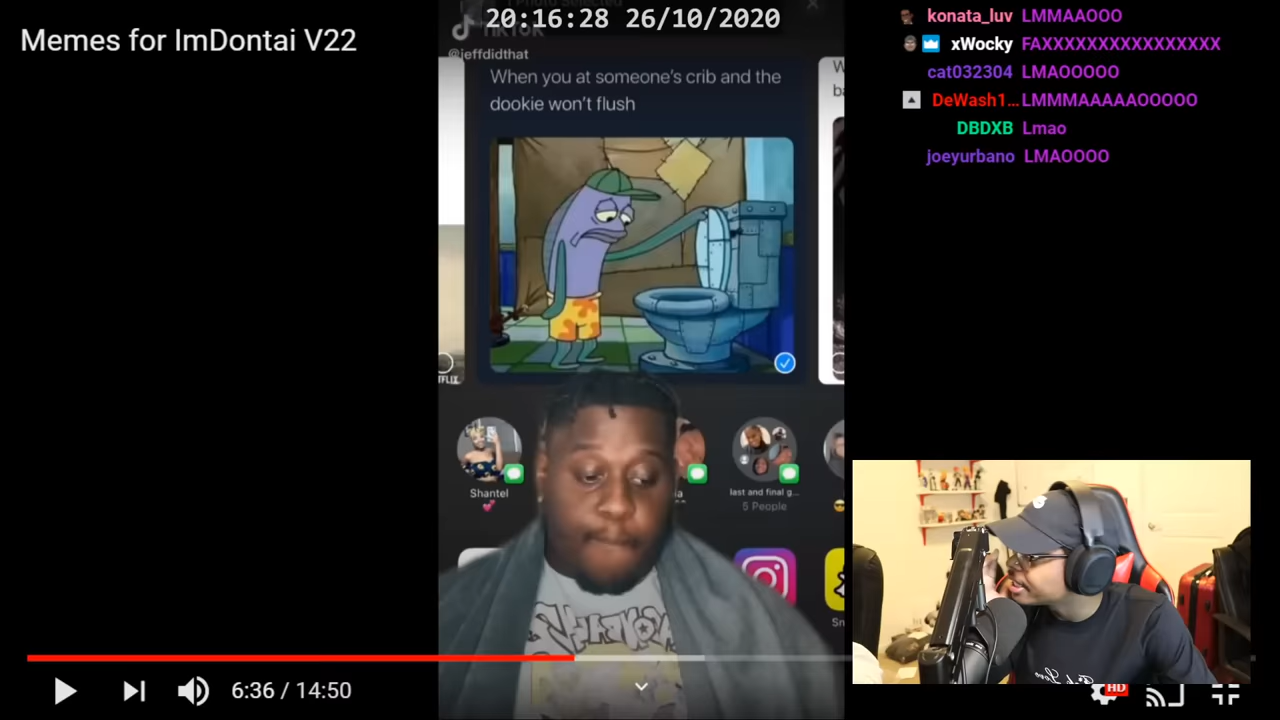 Memes for ImDontai V22
20:16:28 26/10/2020
@jeffdidthat
When you at someone's crib and the
dookie won't flush
Shantel
last and final g...
5 People
konata_luv LMMAAOOO
xWocky FAXXXXXXXXXXXXXXXXX
cat032304 LMAOOOOO
DeWash1... LMMMAAAAAOOOOO
DBDXB Lmao
joeyurbano LMAOOOO
6:36 / 14:50
HD